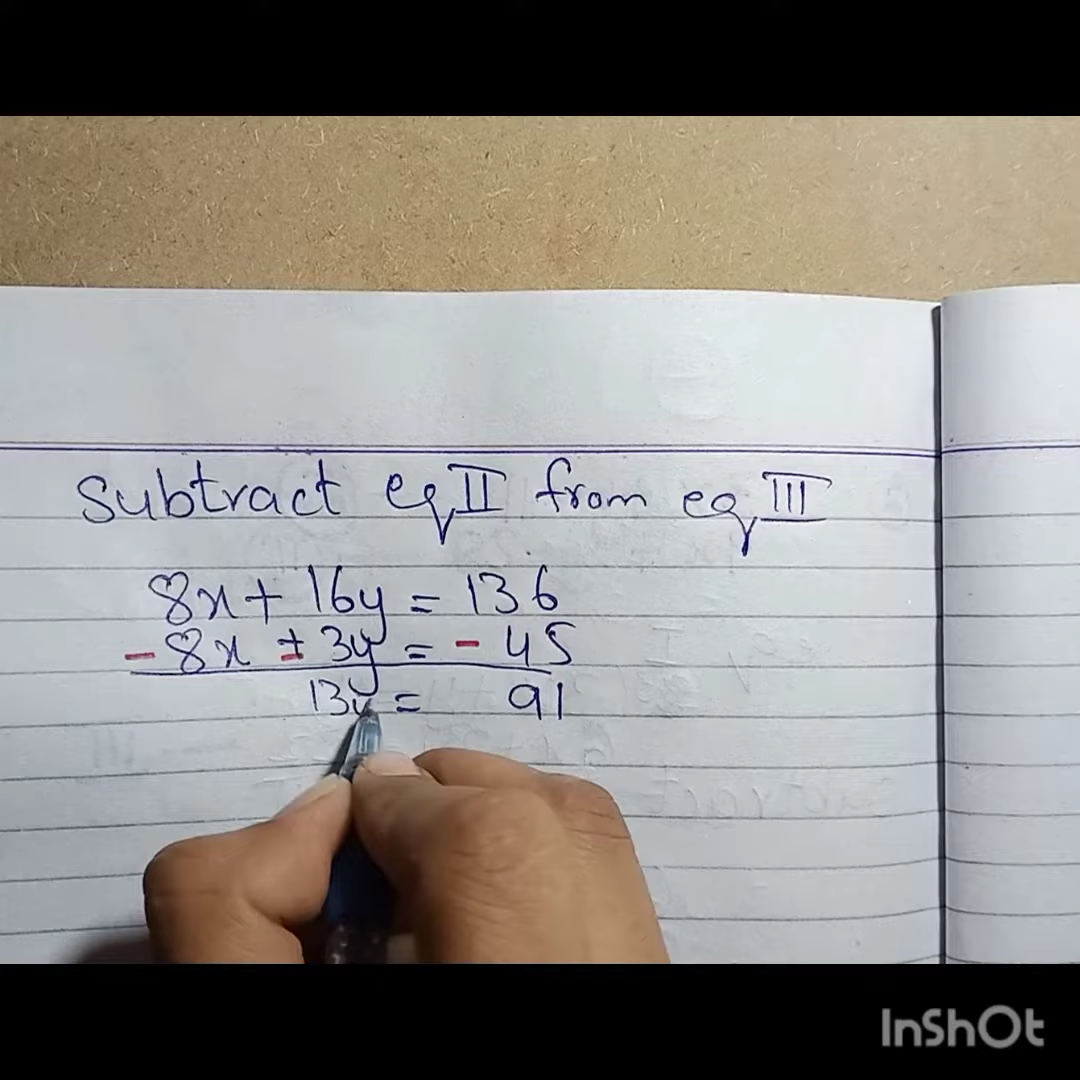 Subtract eq II from eq III
8x + 16y = 136
- 8x ± 3y = - 45
13y = 91
InShOt